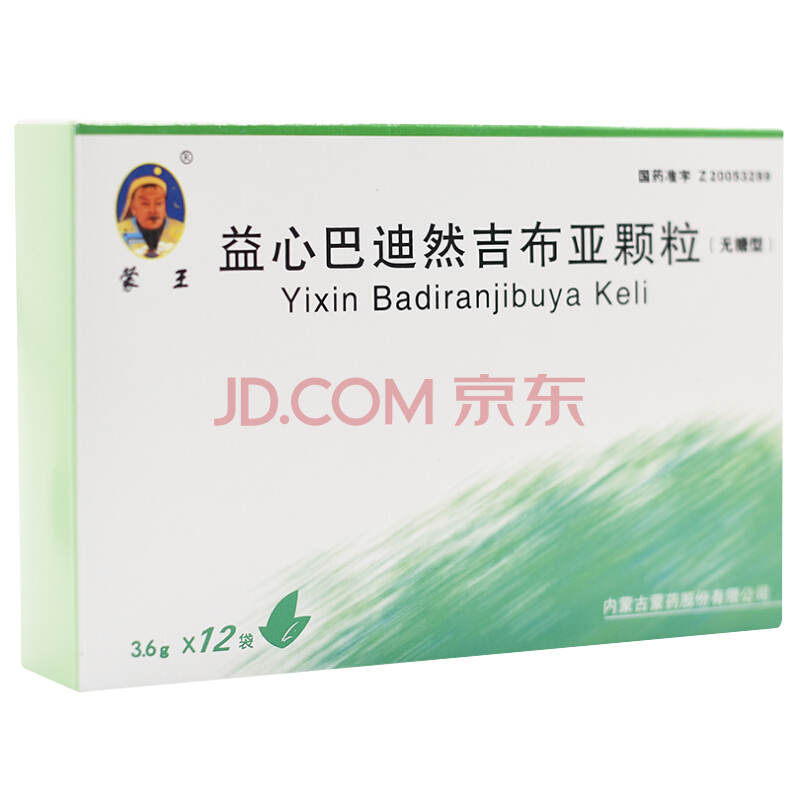 国药准字 Z20053289
®
益心巴迪然吉布亚颗粒(无糖型)
蒙王
Yixin Badiranjibuya Keli
JD.COM 京东
内蒙古蒙药股份有限公司
3.6g X12袋